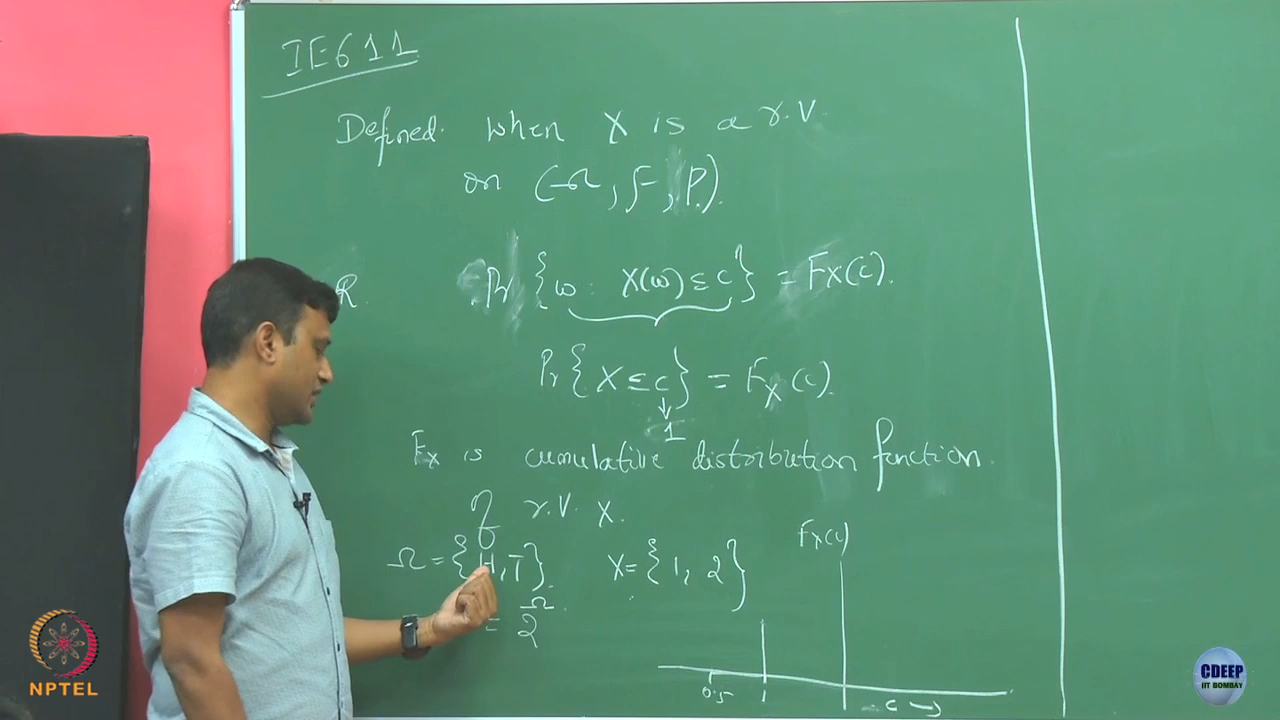 IE611
Defined when X is a r.V.
on (Ω, F, P).
R. Pr {ω: X(ω) ≤ c} = FX(c).
Pr {X ≤ c} = FX(c).
1
FX is cumulative distribution function
of r.V. X.
Ω = {H, T}. X = {1, 2}
= 2^Ω.
FX(c)
0.5 1 c →
NPTEL
CDEEP
IIT BOMBAY